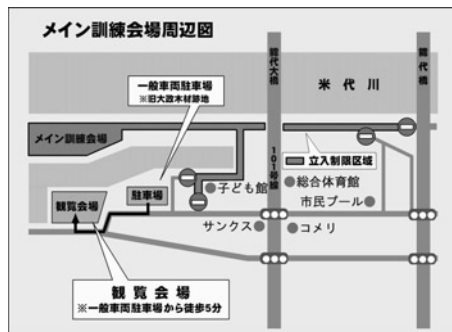 メイン訓練会場周辺図
能代大橋
米代川
能代橋
一般車両駐車場
※旧大政木材跡地
メイン訓練会場
101号線
立入制限区域
子ども館
総合体育館
駐車場
市民プール
観覧会場
サンクス
コメリ
観覧会場
※一般車両駐車場から徒歩5分